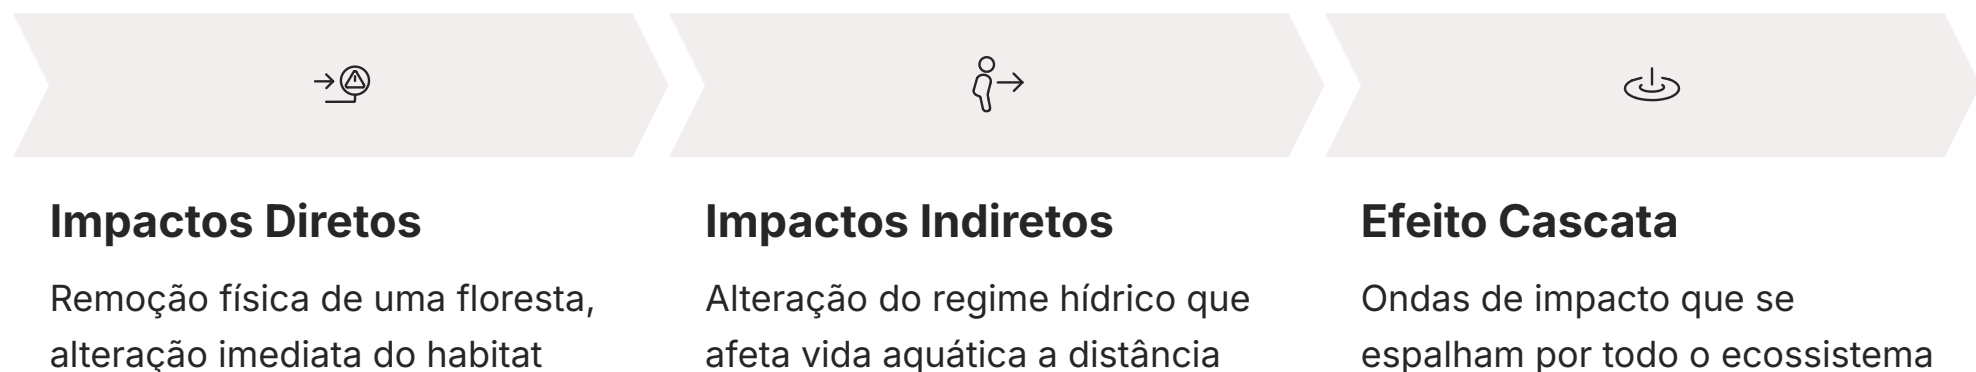 Impactos Diretos
Remoção física de uma floresta,
alteração imediata do habitat
Impactos Indiretos
Alteração do regime hídrico que
afeta vida aquática a distância
Efeito Cascata
Ondas de impacto que se
espalham por todo o ecossistema